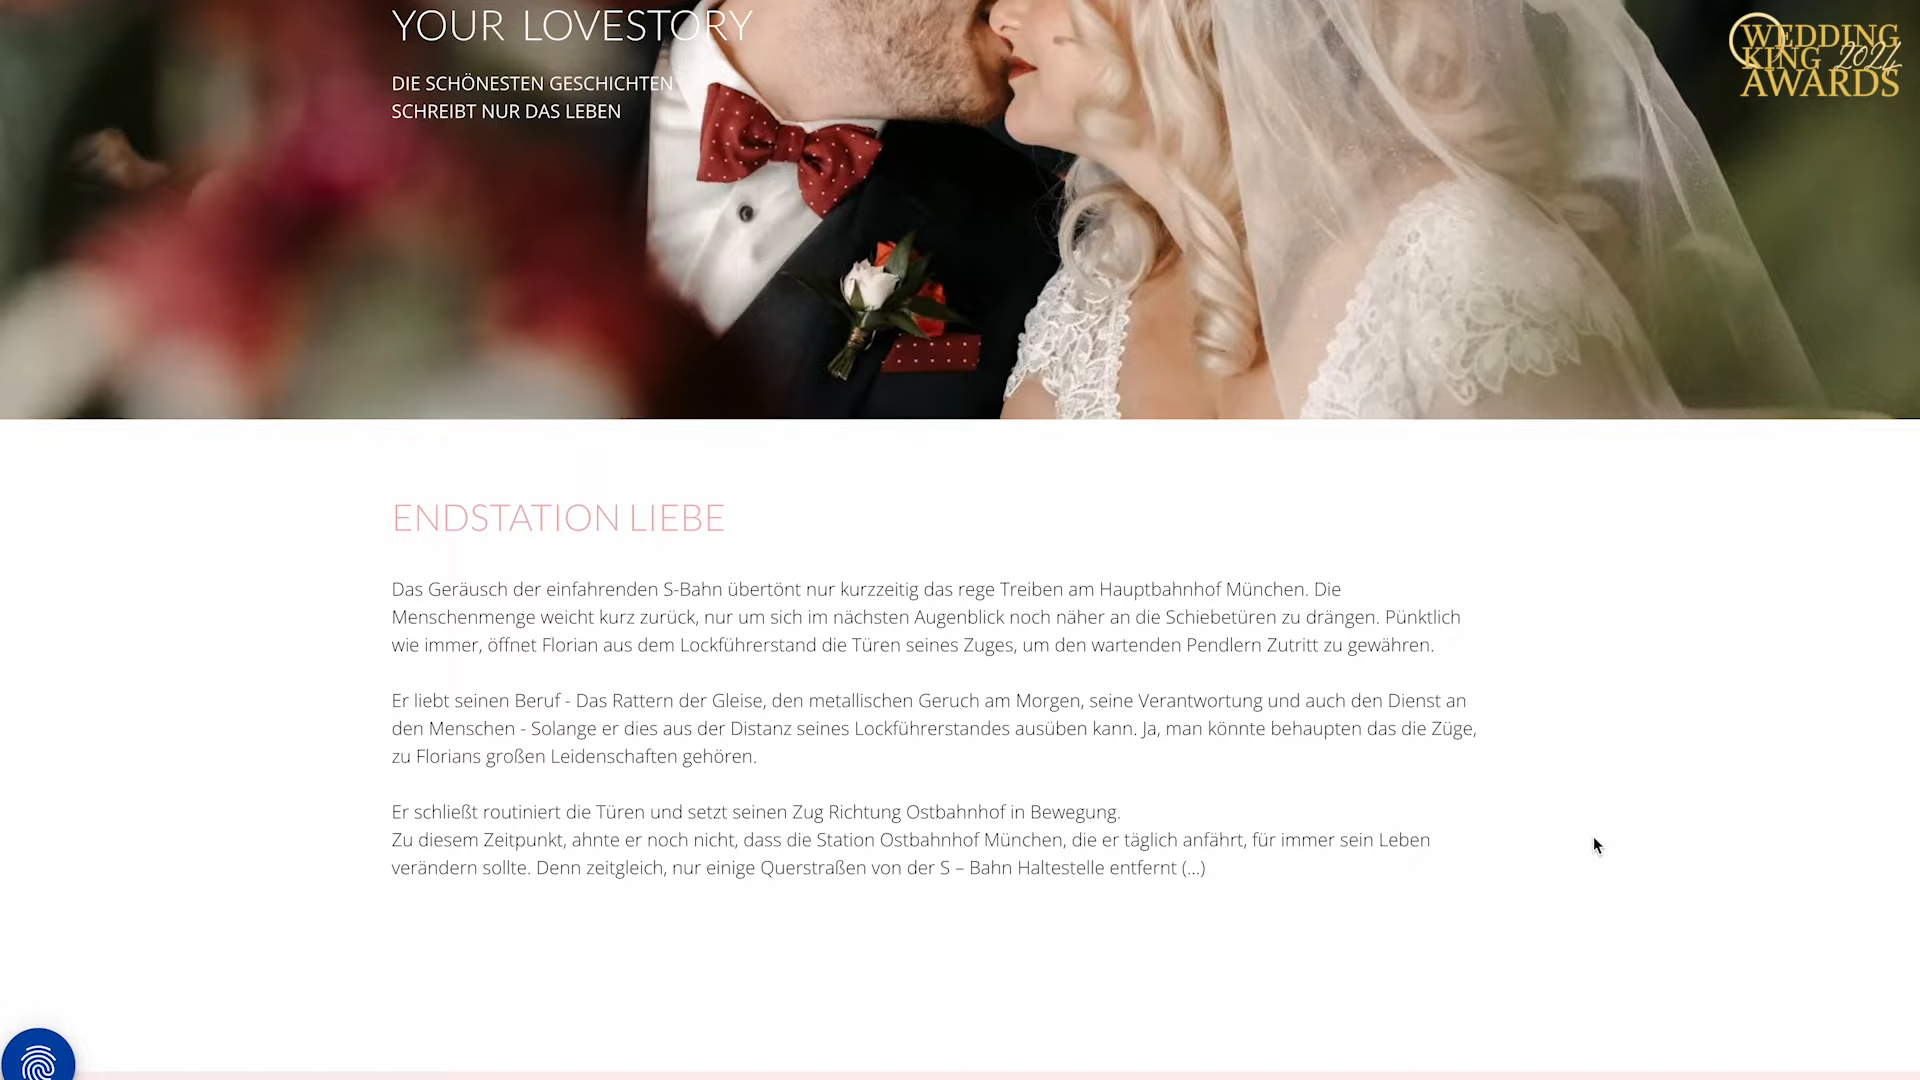 YOUR LOVESTORY
DIE SCHÖNESTEN GESCHICHTEN
SCHREIBT NUR DAS LEBEN
WEDDING
KING 2024
AWARDS
ENDSTATION LIEBE
Das Geräusch der einfahrenden S-Bahn übertönt nur kurzzeitig das rege Treiben am Hauptbahnhof München. Die
Menschenmenge weicht kurz zurück, nur um sich im nächsten Augenblick noch näher an die Schiebetüren zu drängen. Pünktlich
wie immer, öffnet Florian aus dem Lockführerstand die Türen seines Zuges, um den wartenden Pendlern Zutritt zu gewähren.
Er liebt seinen Beruf - Das Rattern der Gleise, den metallischen Geruch am Morgen, seine Verantwortung und auch den Dienst an
den Menschen - Solange er dies aus der Distanz seines Lockführerstandes ausüben kann. Ja, man könnte behaupten das die Züge,
zu Florians großen Leidenschaften gehören.
Er schließt routiniert die Türen und setzt seinen Zug Richtung Ostbahnhof in Bewegung.
Zu diesem Zeitpunkt, ahnte er noch nicht, dass die Station Ostbahnhof München, die er täglich anfährt, für immer sein Leben
verändern sollte. Denn zeitgleich, nur einige Querstraßen von der S – Bahn Haltestelle entfernt (...)